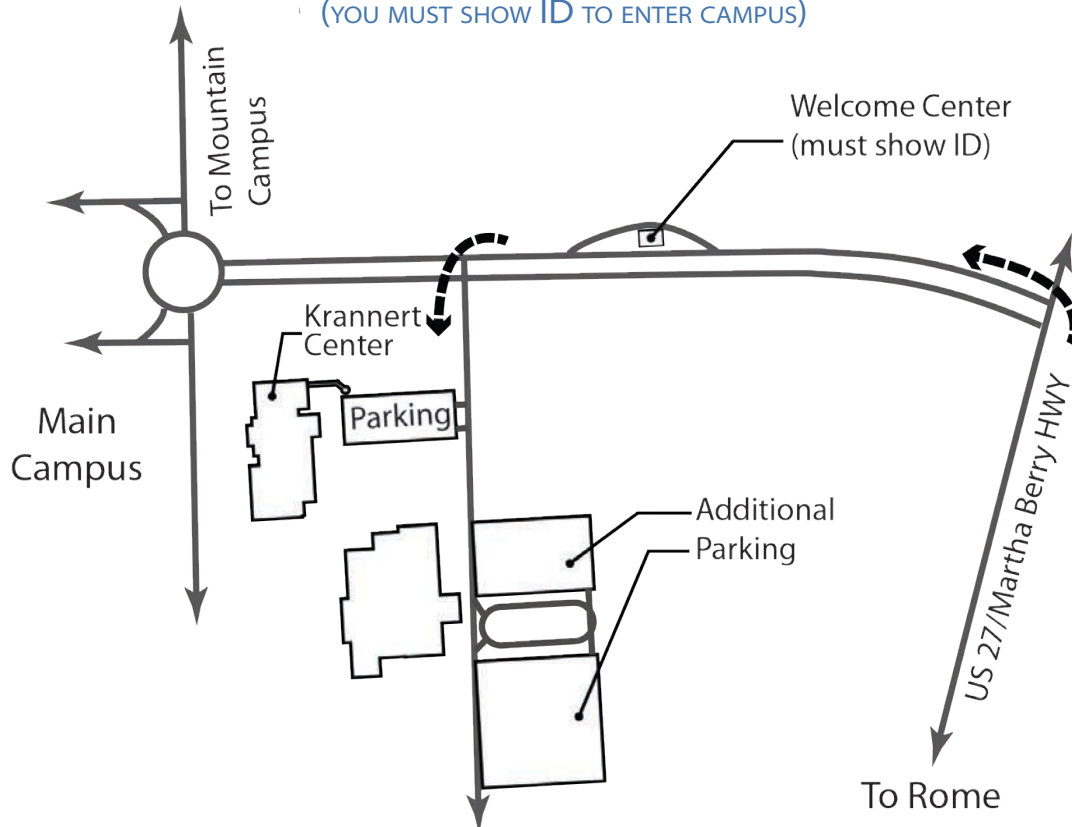 (YOU MUST SHOW ID TO ENTER CAMPUS)
To Mountain
Campus
Welcome Center
(must show ID)
Krannert
Center
Parking
Main
Campus
Additional
Parking
US 27/Martha Berry HWY
To Rome